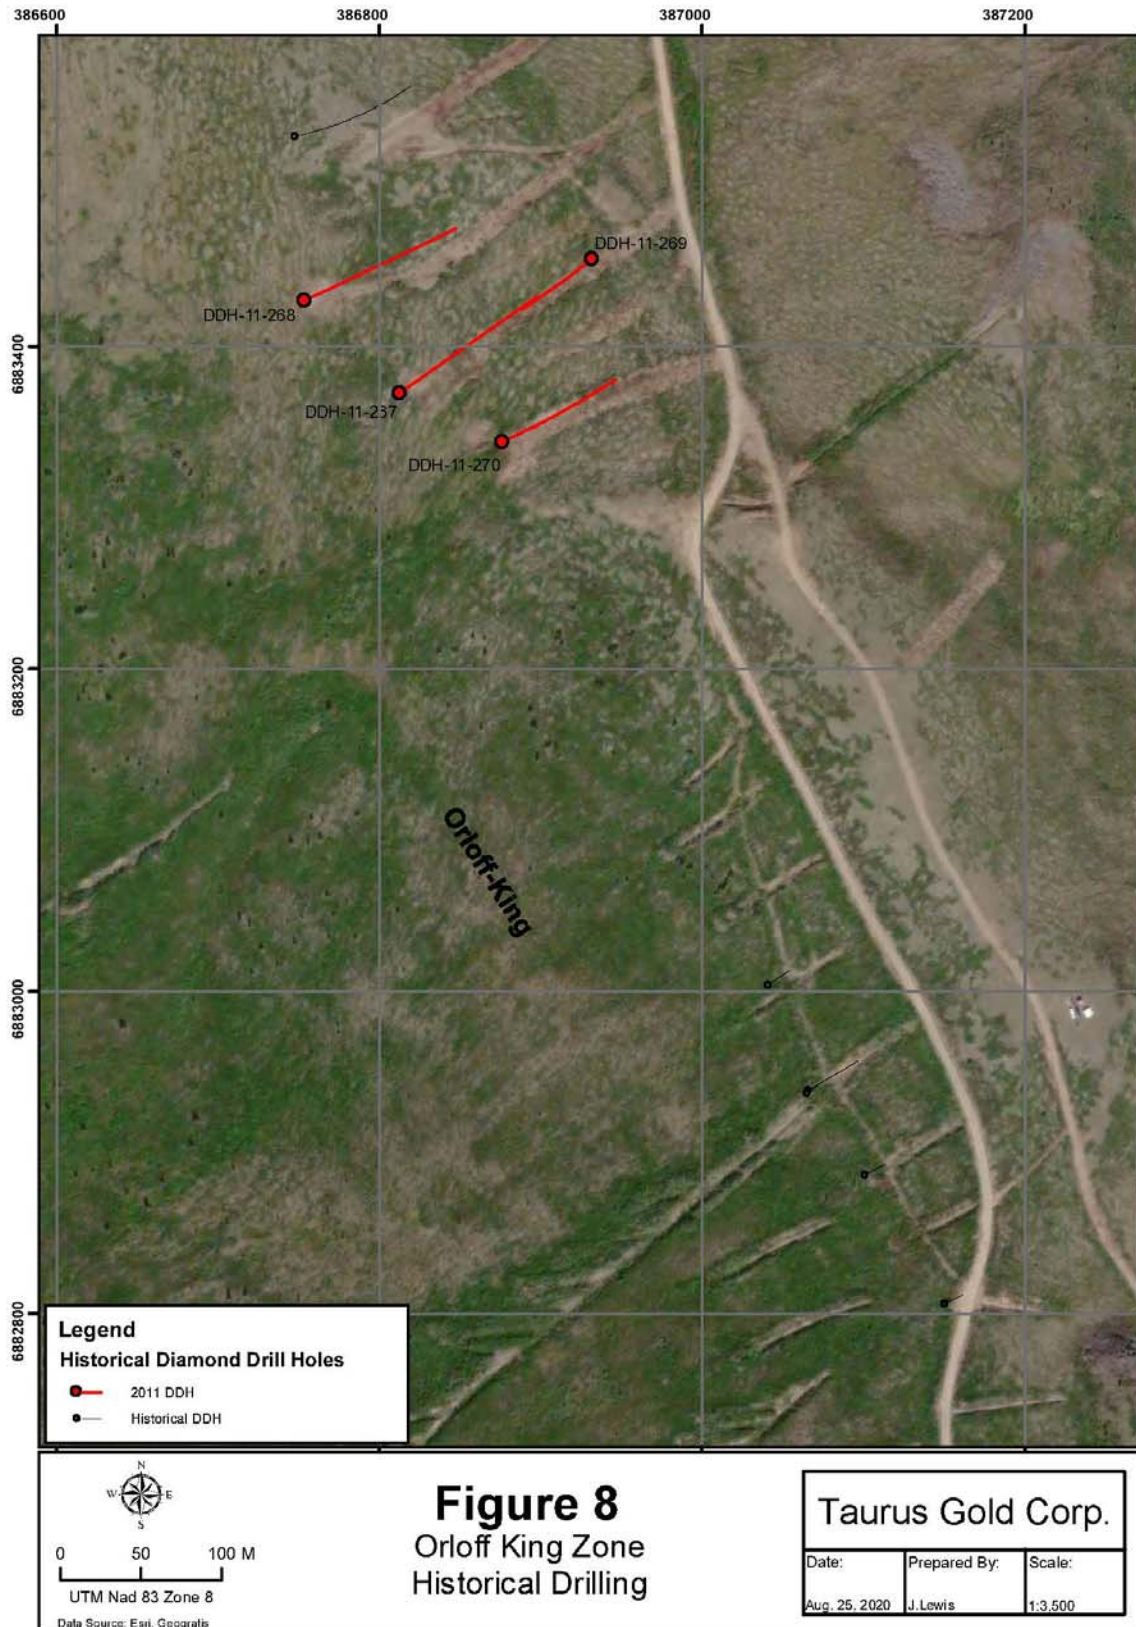 386600
386800
387000
387200
6883400
6883200
6883000
6882800
DDH-11-269
DDH-11-268
DDH-11-267
DDH-11-270
Orloff-King
Legend
Historical Diamond Drill Holes
2011 DDH
Historical DDH
N
W E
S
0 50 100 M
UTM Nad 83 Zone 8
Data Source: Esri, Geogratis
Figure 8
Orloff King Zone
Historical Drilling
Taurus Gold Corp.
Date: Prepared By: Scale:
Aug. 25, 2020 J.Lewis 1:3,500